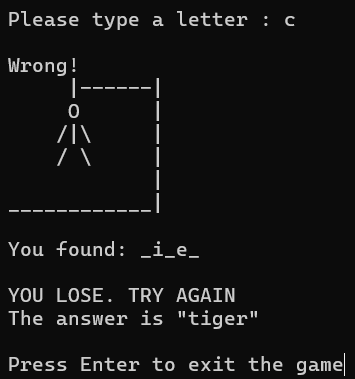 Please type a letter : c
Wrong!
     |------|
     O      |
    /|\     |
    / \     |
            |
____________|
You found: _i_e_
YOU LOSE. TRY AGAIN
The answer is "tiger"
Press Enter to exit the game